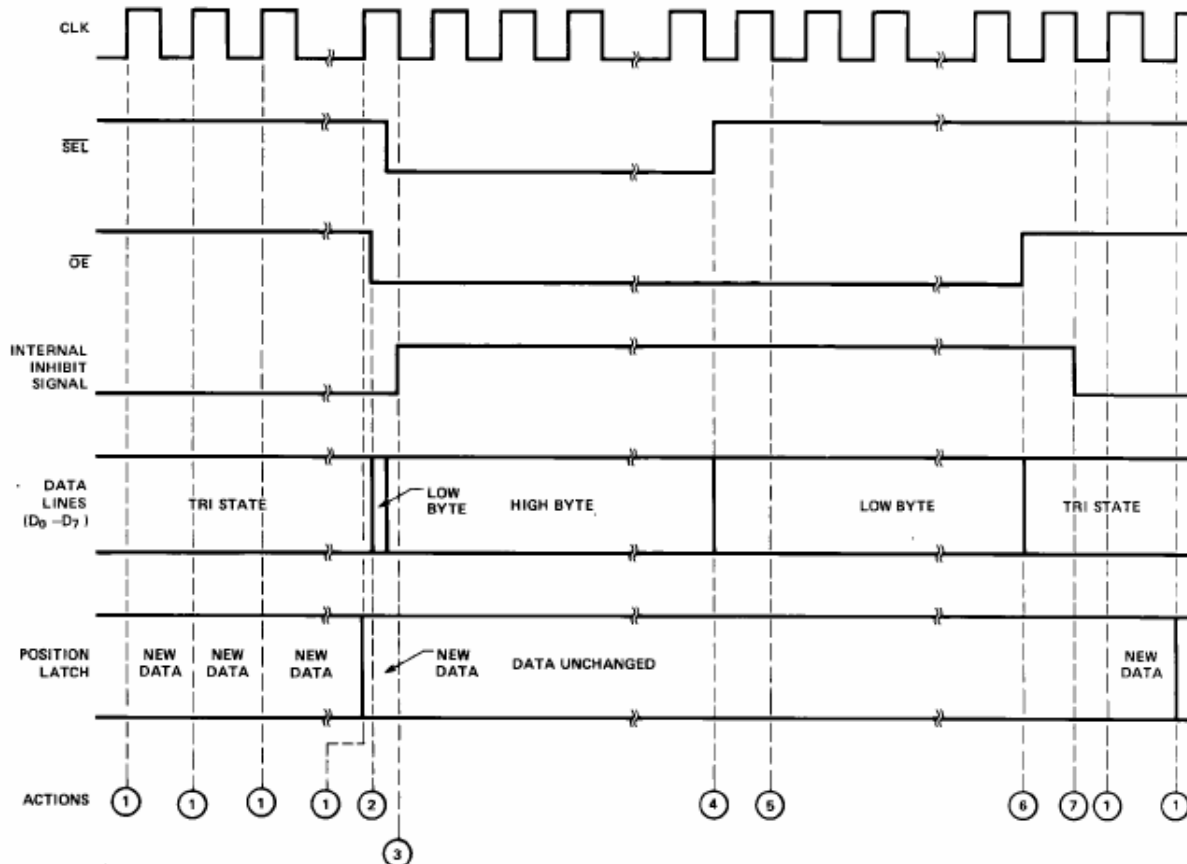 CLK
SEL
OE
INTERNAL
INHIBIT
SIGNAL
DATA
LINES
(D0 –D7 )
TRI STATE
LOW
BYTE
HIGH BYTE
LOW BYTE
TRI STATE
POSITION
LATCH
NEW
DATA
NEW
DATA
NEW
DATA
NEW
DATA
DATA UNCHANGED
NEW
DATA
ACTIONS
1 1 1 1 2 4 5 6 7 1 1
3